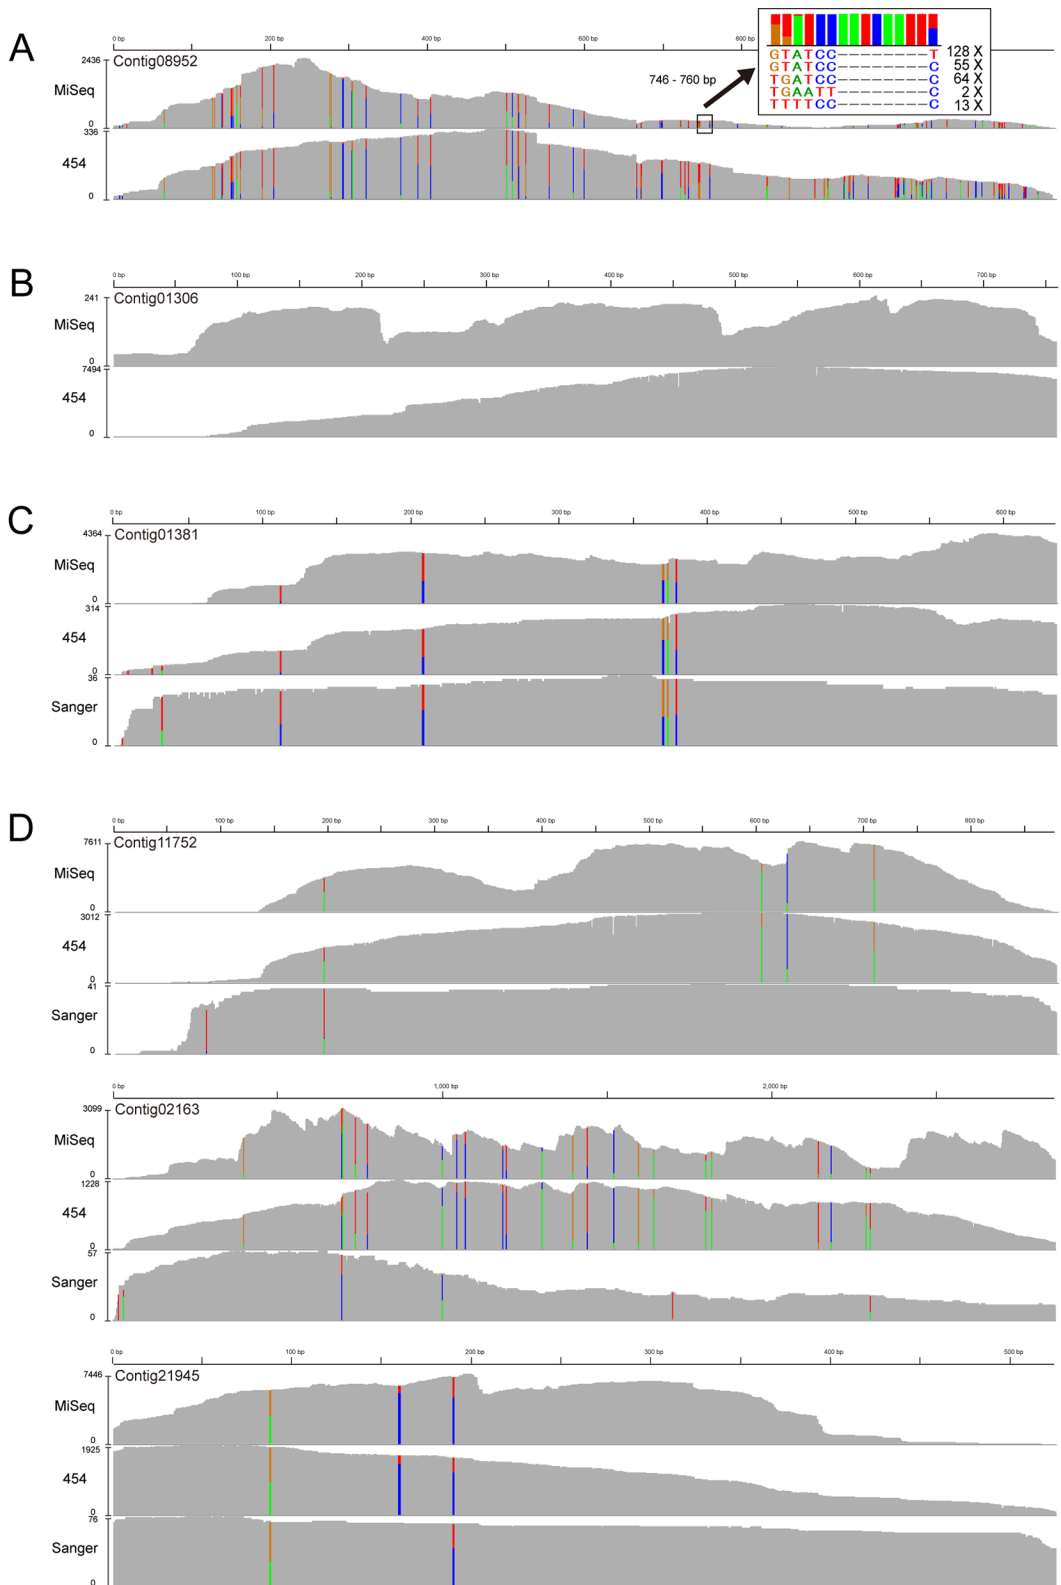 A
0 bp 200 bp 400 bp 600 bp 800 bp
2436 Contig08952
MiSeq
0
336
454
0
746 - 760 bp
GTATCC---------T 128 X
GTATCC---------C 55 X
TGATCC---------C 64 X
TGAATT---------C 2 X
TTTTCC---------C 13 X
B
0 bp 100 bp 200 bp 300 bp 400 bp 500 bp 600 bp 700 bp
241 Contig01306
MiSeq
0
7494
454
0
C
0 bp 100 bp 200 bp 300 bp 400 bp 500 bp 600 bp
4364 Contig01381
MiSeq
0
314
454
0
36
Sanger
0
D
0 bp 100 bp 200 bp 300 bp 400 bp 500 bp 600 bp 700 bp 800 bp
7611 Contig11752
MiSeq
0
3012
454
0
41
Sanger
0
0 bp 1,000 bp 2,000 bp
3099 Contig02163
MiSeq
0
1228
454
0
57
Sanger
0
0 bp 100 bp 200 bp 300 bp 400 bp 500 bp
7446 Contig21945
MiSeq
0
1925
454
0
76
Sanger
0